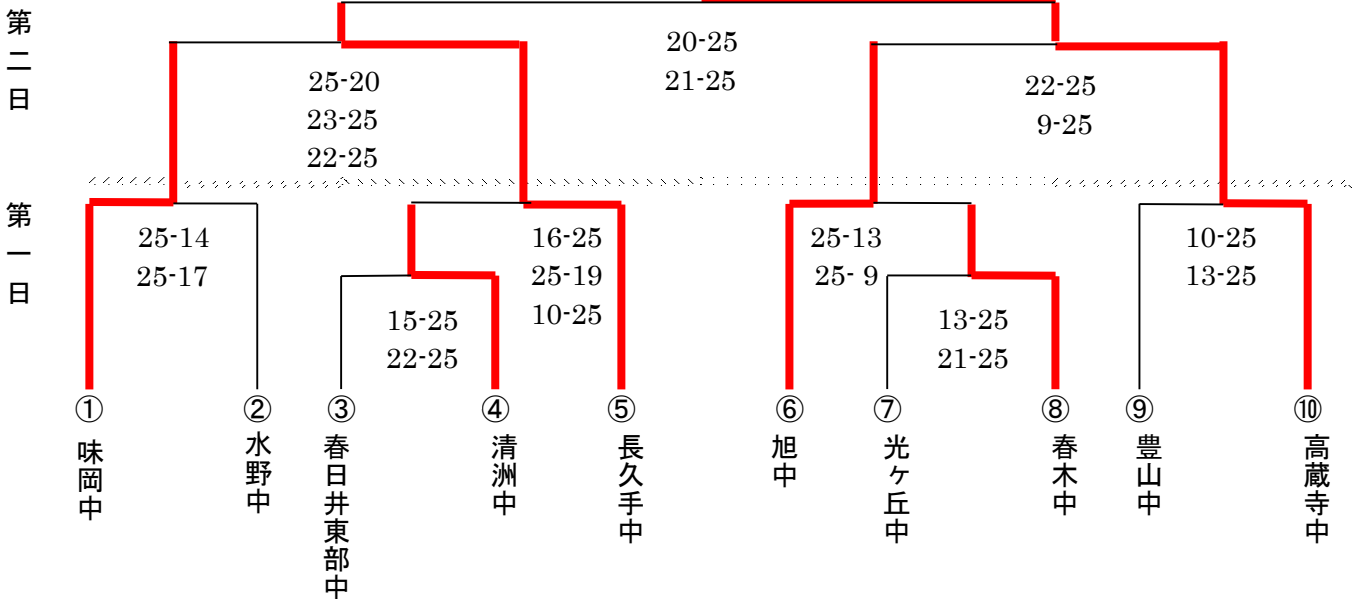 第二日
20-25
21-25
25-20
23-25
22-25
22-25
9-25
第一日
25-14
25-17
16-25
25-19
10-25
25-13
25- 9
10-25
13-25
15-25
22-25
13-25
21-25
① 味岡中
② 水野中
③ 春日井東部中
④ 清洲中
⑤ 長久手中
⑥ 旭中
⑦ 光ヶ丘中
⑧ 春木中
⑨ 豊山中
⑩ 高蔵寺中